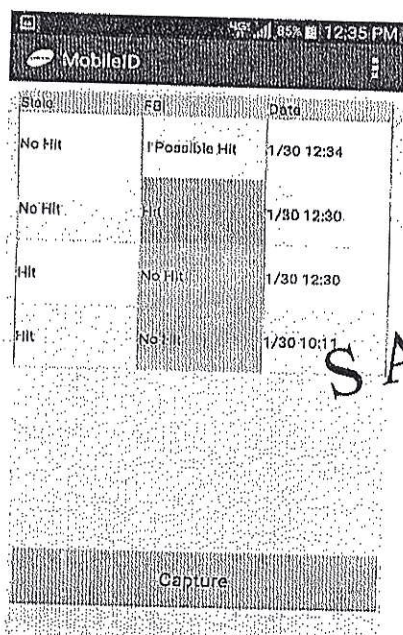 4G 85% 12:35 PM
MobileID
State FBI Date
No Hit Possible Hit 1/30 12:34
No Hit Hit 1/30 12:30
Hit No Hit 1/30 12:30
Hit No Hit 1/30 10:11
S A
Capture